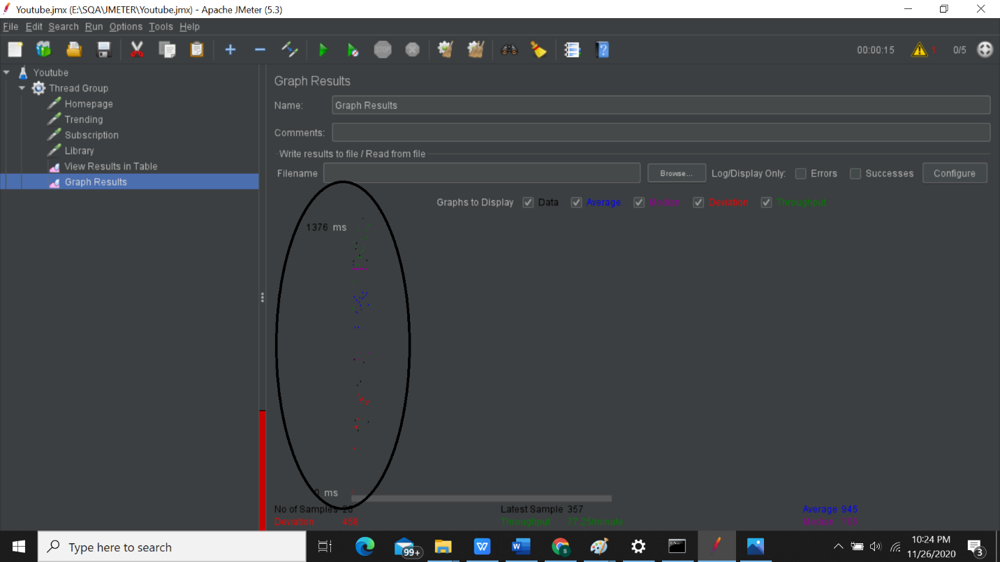 Youtube.jmx (E:\SQA\JMETER\Youtube.jmx) - Apache JMeter (5.3)
File Edit Search Run Options Tools Help
STOP 00:00:15 1 0/5
Youtube
Thread Group
Homepage
Trending
Subscription
Library
View Results in Table
Graph Results
Graph Results
Name: Graph Results
Comments:
Write results to file / Read from file
Filename Browse... Log/Display Only: Errors Successes Configure
Graphs to Display Data Average Median Deviation Throughput
1376 ms
0 ms
No of Samples 20 Latest Sample 357 Average 945
Deviation 458 Throughput 77.25/minute Median
Type here to search
99+
10:24 PM
11/26/2020
3